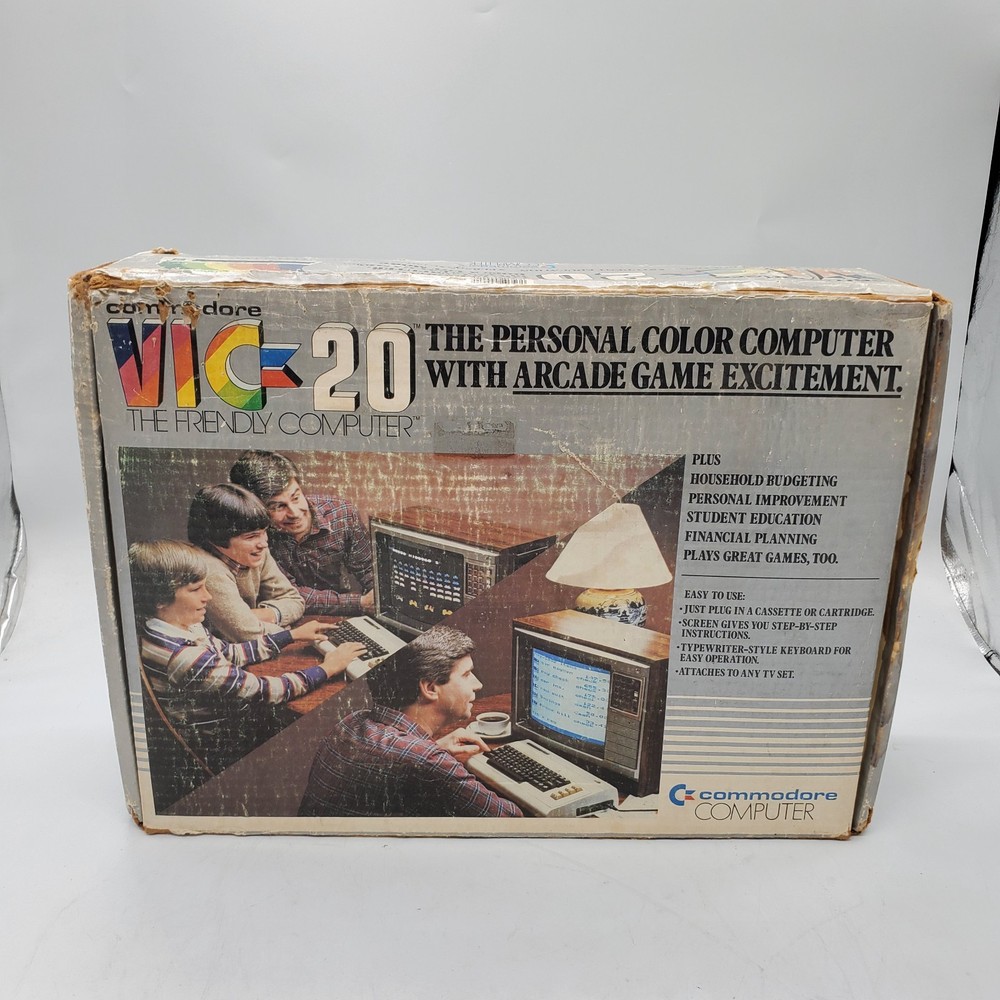 commodore
VIC-20™
THE FRIENDLY COMPUTER™
THE PERSONAL COLOR COMPUTER
WITH ARCADE GAME EXCITEMENT.
PLUS
HOUSEHOLD BUDGETING
PERSONAL IMPROVEMENT
STUDENT EDUCATION
FINANCIAL PLANNING
PLAYS GREAT GAMES, TOO.
EASY TO USE:
• JUST PLUG IN A CASSETTE OR CARTRIDGE.
• SCREEN GIVES YOU STEP-BY-STEP
INSTRUCTIONS.
• TYPEWRITER-STYLE KEYBOARD FOR
EASY OPERATION.
• ATTACHES TO ANY TV SET.
commodore
COMPUTER